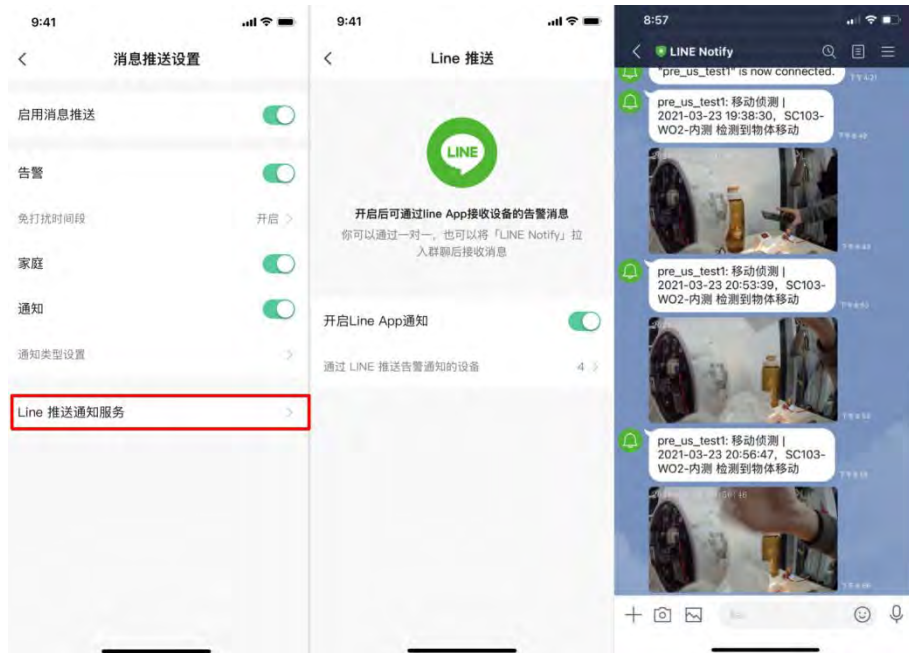 9:41
消息推送设置
启用消息推送
告警
免打扰时间段
开启
家庭
通知
通知类型设置
Line 推送通知服务
9:41
Line 推送
LINE
开启后可通过line App接收设备的告警消息
你可以通过一对一，也可以将「LINE Notify」拉
入群聊后接收消息
开启Line App通知
通过 LINE 推送告警通知的设备
4
8:57
LINE Notify
"pre_us_test1" is now connected.
下午4:21
pre_us_test1: 移动侦测 |
2021-03-23 19:38:30, SC103-
WO2-内测 检测到物体移动
pre_us_test1: 移动侦测 |
2021-03-23 20:53:39, SC103-
WO2-内测 检测到物体移动
pre_us_test1: 移动侦测 |
2021-03-23 20:56:47, SC103-
WO2-内测 检测到物体移动